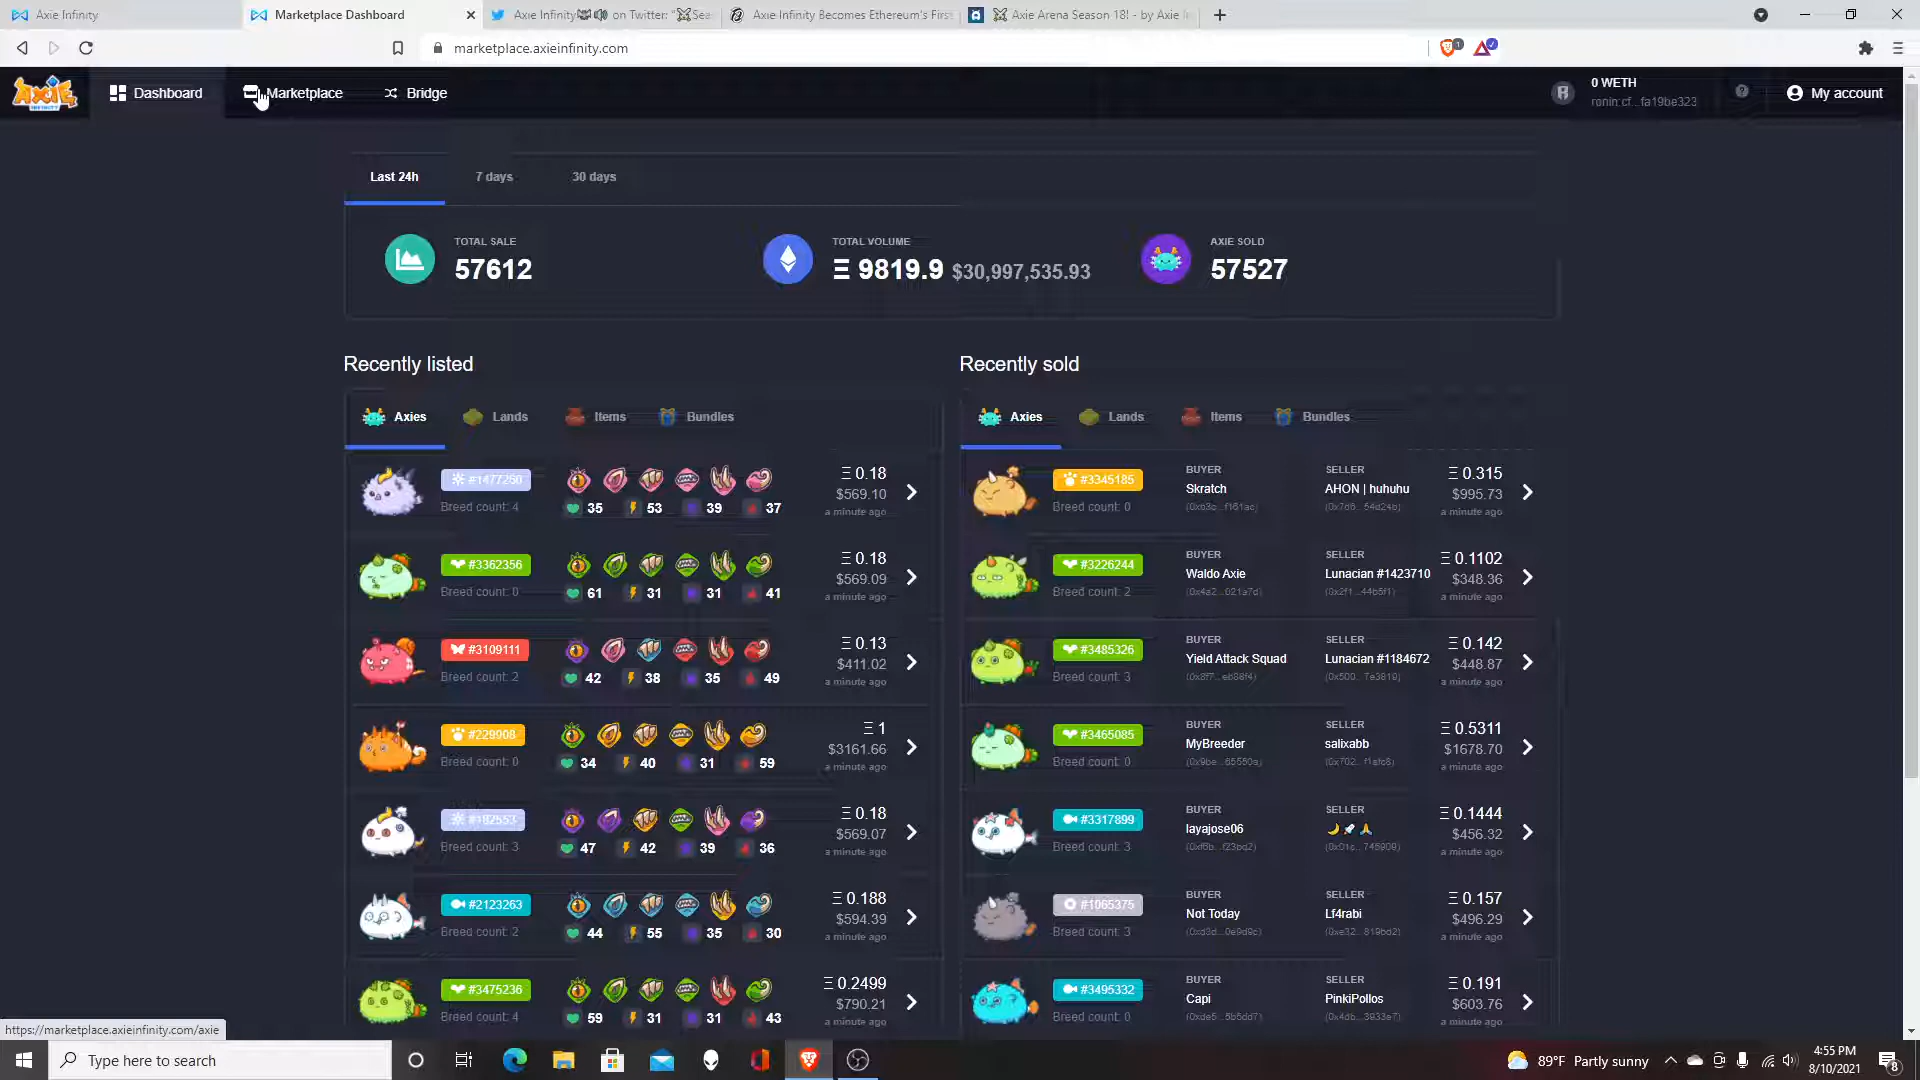 Axie Infinity
Marketplace Dashboard
Axie Infinity on Twitter: "Sea
Axie Infinity Becomes Ethereum's First
Axie Arena Season 18! - by Axie In
marketplace.axieinfinity.com
AXIE INFINITY
Dashboard
Marketplace
Bridge
0 WETH
ronin:cf...fa19be323
My account
Last 24h
7 days
30 days
TOTAL SALE
57612
TOTAL VOLUME
Ξ 9819.9 $30,997,535.93
AXIE SOLD
57527
Recently listed
Axies
Lands
Items
Bundles
#1477260
Breed count: 4
35 53 39 37
Ξ 0.18
$569.10
a minute ago
#3362356
Breed count: 0
61 31 31 41
Ξ 0.18
$569.09
a minute ago
#3109111
Breed count: 2
42 38 35 49
Ξ 0.13
$411.02
a minute ago
#229908
Breed count: 0
34 40 31 59
Ξ 1
$3161.66
a minute ago
#182553
Breed count: 3
47 42 39 36
Ξ 0.18
$569.07
a minute ago
#2123263
Breed count: 2
44 55 35 30
Ξ 0.188
$594.39
a minute ago
#3475236
Breed count: 4
59 31 31 43
Ξ 0.2499
$790.21
a minute ago
Recently sold
Axies
Lands
Items
Bundles
#3345185
Breed count: 0
BUYER
Skratch
SELLER
AHON | huhuhu
Ξ 0.315
$995.73
a minute ago
#3226244
Breed count: 2
BUYER
Waldo Axie
SELLER
Lunacian #1423710
Ξ 0.1102
$348.36
a minute ago
#3485326
Breed count: 3
BUYER
Yield Attack Squad
SELLER
Lunacian #1184672
Ξ 0.142
$448.87
a minute ago
#3465085
Breed count: 0
BUYER
MyBreeder
SELLER
salixabb
Ξ 0.5311
$1678.70
a minute ago
#3317899
Breed count: 3
BUYER
layajose06
SELLER
🌙🚀🙏
Ξ 0.1444
$456.32
a minute ago
#1065375
Breed count: 3
BUYER
Not Today
SELLER
Lf4rabi
Ξ 0.157
$496.29
a minute ago
#3495332
Breed count: 0
BUYER
Capi
SELLER
PinkiPollos
Ξ 0.191
$603.76
a minute ago
https://marketplace.axieinfinity.com/axie
Type here to search
89°F Partly sunny
4:55 PM
8/10/2021
8